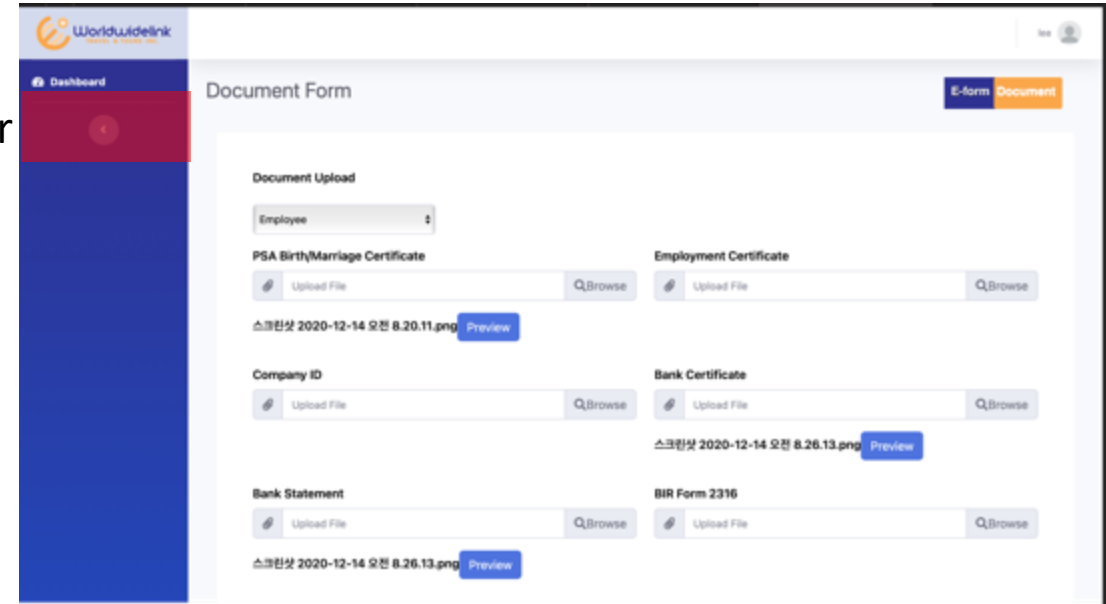 Worldwidelink
TRAVEL & TOURS, INC.
lee
Dashboard
Document Form
E-form Document
r
Document Upload
Employee
PSA Birth/Marriage Certificate Employment Certificate
Upload File Browse Upload File Browse
스크린샷 2020-12-14 오전 8.20.11.png Preview
Company ID Bank Certificate
Upload File Browse Upload File Browse
스크린샷 2020-12-14 오전 8.26.13.png Preview
Bank Statement BIR Form 2316
Upload File Browse Upload File Browse
스크린샷 2020-12-14 오전 8.26.13.png Preview